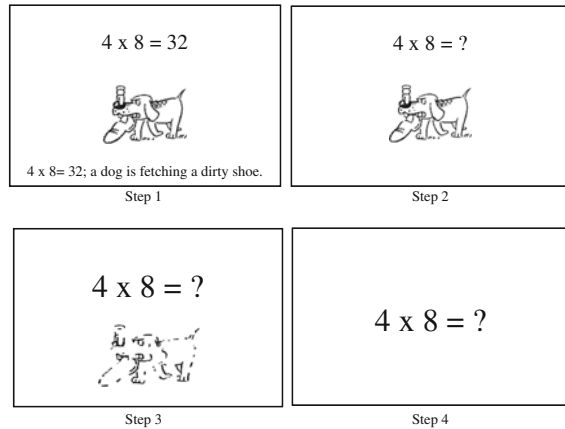 4 x 8 = 32
4 x 8= 32; a dog is fetching a dirty shoe.
Step 1
4 x 8 = ?
Step 2
4 x 8 = ?
Step 3
4 x 8 = ?
Step 4